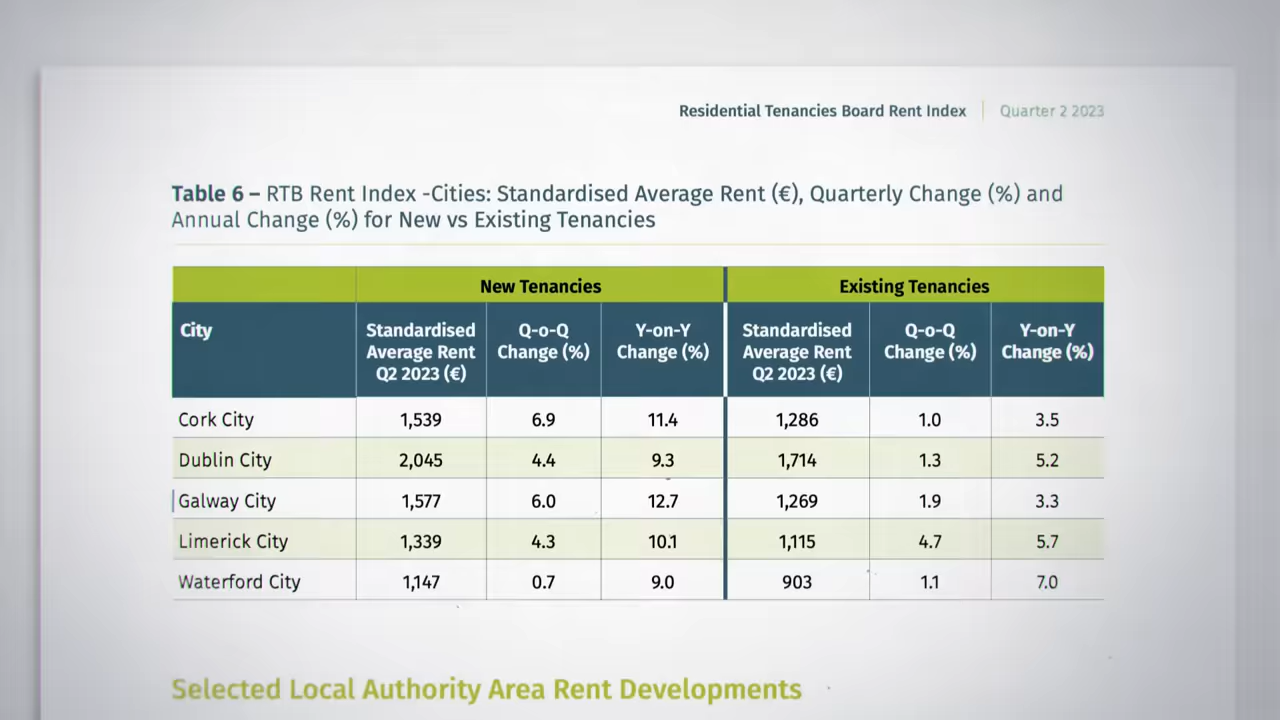 Residential Tenancies Board Rent Index | Quarter 2 2023
Table 6 – RTB Rent Index -Cities: Standardised Average Rent (€), Quarterly Change (%) and
Annual Change (%) for New vs Existing Tenancies
New Tenancies Existing Tenancies
City Standardised Average Rent Q2 2023 (€) Q-o-Q Change (%) Y-on-Y Change (%) Standardised Average Rent Q2 2023 (€) Q-o-Q Change (%) Y-on-Y Change (%)
Cork City 1,539 6.9 11.4 1,286 1.0 3.5
Dublin City 2,045 4.4 9.3 1,714 1.3 5.2
Galway City 1,577 6.0 12.7 1,269 1.9 3.3
Limerick City 1,339 4.3 10.1 1,115 4.7 5.7
Waterford City 1,147 0.7 9.0 903 1.1 7.0
Selected Local Authority Area Rent Developments